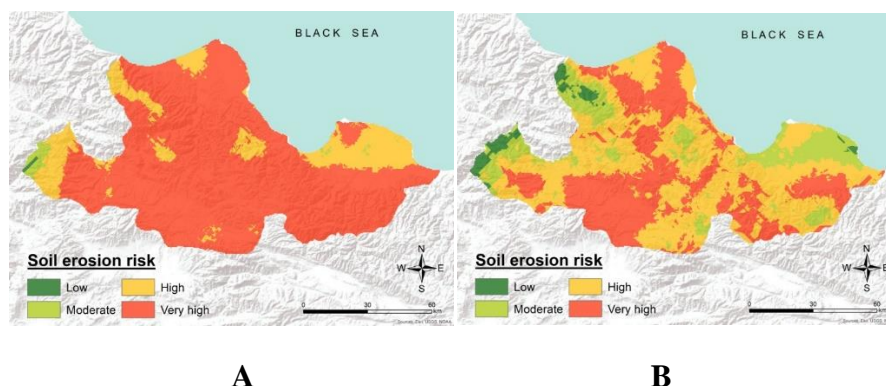 BLACK SEA
Soil erosion risk
Low
High
Moderate
Very high
N
W E
S
0 30 60
km
BLACK SEA
Soil erosion risk
Low
High
Moderate
Very high
N
W E
S
0 30 60
km
A B